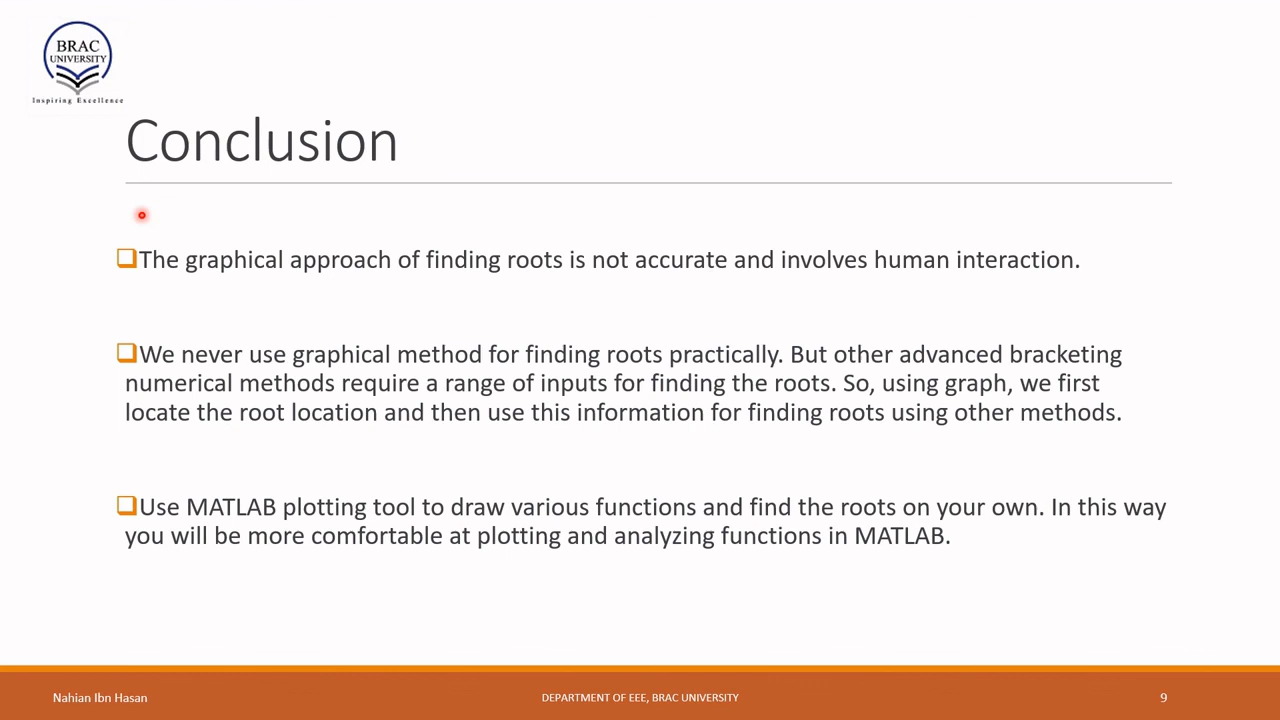 BRAC
UNIVERSITY
Inspiring Excellence
Conclusion
❑The graphical approach of finding roots is not accurate and involves human interaction.
❑We never use graphical method for finding roots practically. But other advanced bracketing
numerical methods require a range of inputs for finding the roots. So, using graph, we first
locate the root location and then use this information for finding roots using other methods.
❑Use MATLAB plotting tool to draw various functions and find the roots on your own. In this way
you will be more comfortable at plotting and analyzing functions in MATLAB.
Nahian Ibn Hasan
DEPARTMENT OF EEE, BRAC UNIVERSITY
9